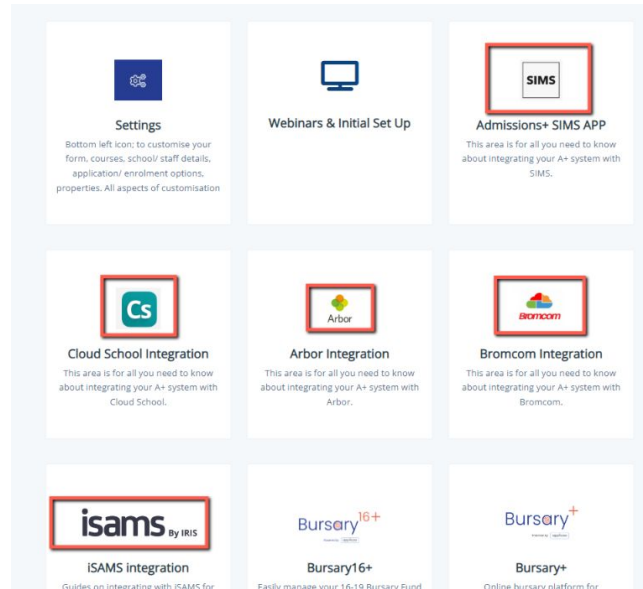 Settings
Bottom left icon; to customise your
form, courses, school/ staff details,
application/ enrolment options,
properties. All aspects of customisation
Webinars & Initial Set Up
SIMS
Admissions+ SIMS APP
This area is for all you need to know
about integrating your A+ system with
SIMS.
Cs
Cloud School Integration
This area is for all you need to know
about integrating your A+ system with
Cloud School.
Arbor
Arbor Integration
This area is for all you need to know
about integrating your A+ system with
Arbor.
Bromcom
Bromcom Integration
This area is for all you need to know
about integrating your A+ system with
Bromcom.
isams By IRIS
iSAMS integration
Guides on integrating with iSAMS for
Bursary16+
Bursary16+
Easily manage your 16-19 Bursary Fund
Bursary+
Bursary+
Online bursary platform for